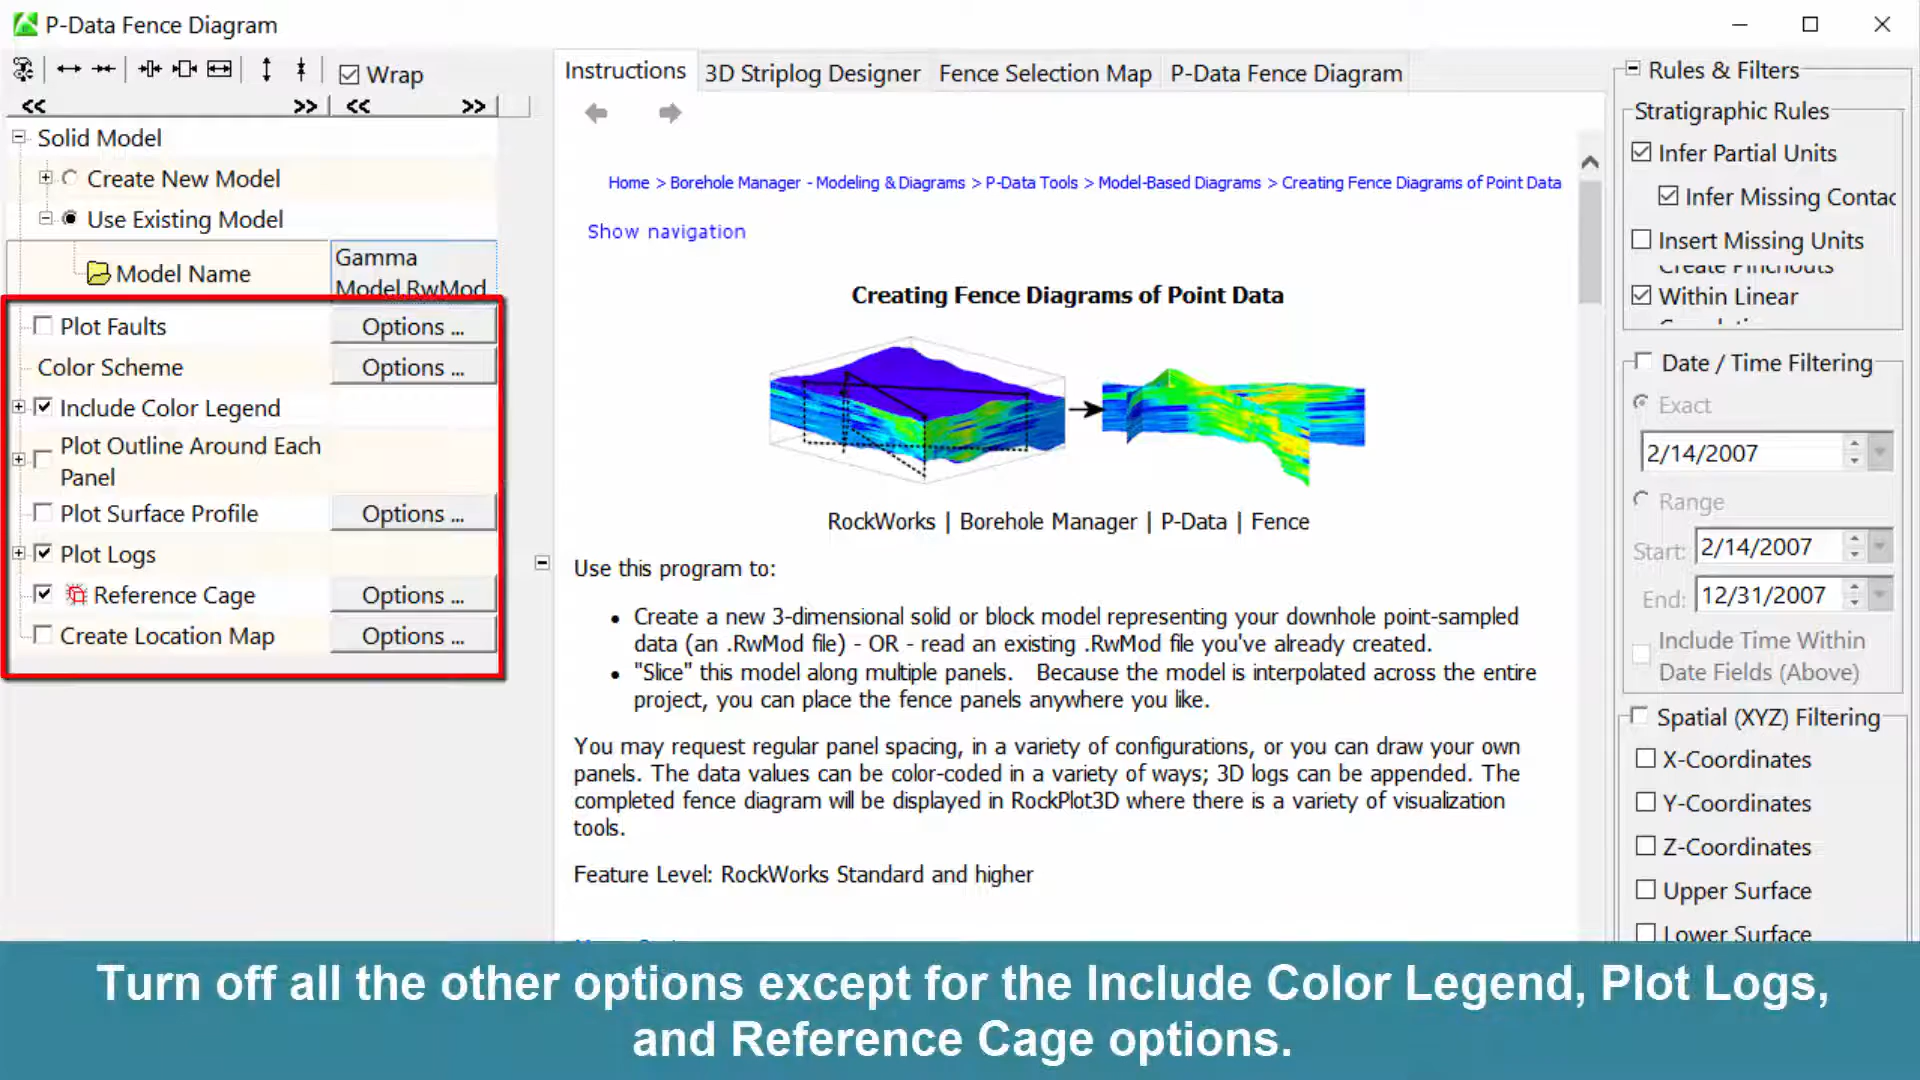 P-Data Fence Diagram
Wrap
<< >> << >>
Solid Model
Create New Model
Use Existing Model
Model Name
Gamma
Model.RwMod
Plot Faults
Options ...
Color Scheme
Options ...
Include Color Legend
Plot Outline Around Each
Panel
Plot Surface Profile
Options ...
Plot Logs
Reference Cage
Options ...
Create Location Map
Options ...
Instructions
3D Striplog Designer
Fence Selection Map
P-Data Fence Diagram
Home > Borehole Manager - Modeling & Diagrams > P-Data Tools > Model-Based Diagrams > Creating Fence Diagrams of Point Data
Show navigation
Creating Fence Diagrams of Point Data
RockWorks | Borehole Manager | P-Data | Fence
Use this program to:
• Create a new 3-dimensional solid or block model representing your downhole point-sampled
data (an .RwMod file) - OR - read an existing .RwMod file you've already created.
• "Slice" this model along multiple panels. Because the model is interpolated across the entire
project, you can place the fence panels anywhere you like.
You may request regular panel spacing, in a variety of configurations, or you can draw your own
panels. The data values can be color-coded in a variety of ways; 3D logs can be appended. The
completed fence diagram will be displayed in RockPlot3D where there is a variety of visualization
tools.
Feature Level: RockWorks Standard and higher
Rules & Filters
Stratigraphic Rules
Infer Partial Units
Infer Missing Contac
Insert Missing Units
Create Pinchouts
Within Linear
Date / Time Filtering
Exact
2/14/2007
Range
Start: 2/14/2007
End: 12/31/2007
Include Time Within
Date Fields (Above)
Spatial (XYZ) Filtering
X-Coordinates
Y-Coordinates
Z-Coordinates
Upper Surface
Lower Surface
Turn off all the other options except for the Include Color Legend, Plot Logs,
and Reference Cage options.